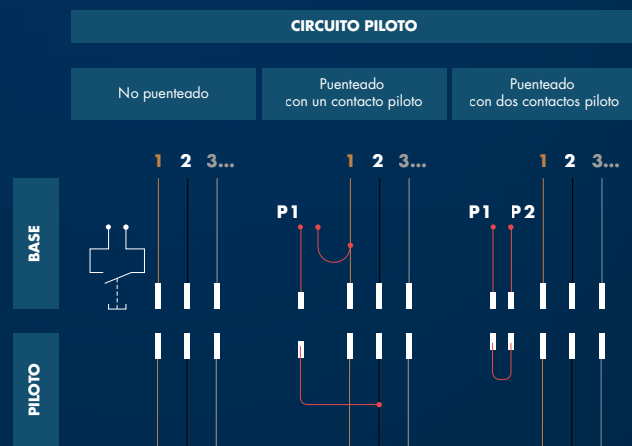 CIRCUITO PILOTO
No puenteado
Puenteado
con un contacto piloto
Puenteado
con dos contactos piloto
1 2 3...
1 2 3...
1 2 3...
P1
P1 P2
BASE
PILOTO